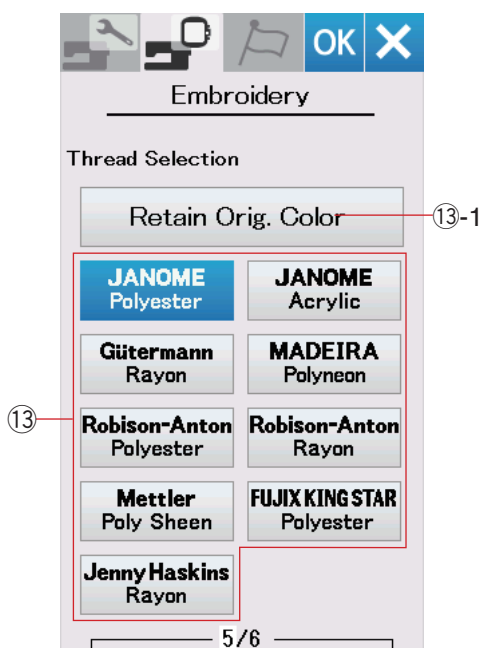 OK
Embroidery
Thread Selection
Retain Orig. Color
⑬-1
JANOME
Polyester
JANOME
Acrylic
Gütermann
Rayon
MADEIRA
Polyneon
⑬
Robison-Anton
Polyester
Robison-Anton
Rayon
Mettler
Poly Sheen
FUJIX KING STAR
Polyester
Jenny Haskins
Rayon
5/6